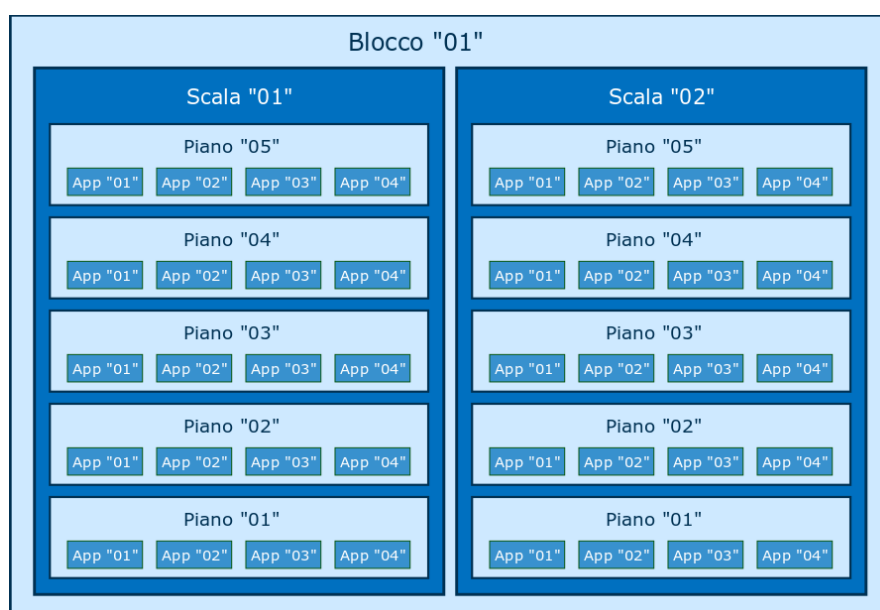 Blocco "01"
Scala "01"
Piano "05"
App "01" App "02" App "03" App "04"
Piano "04"
App "01" App "02" App "03" App "04"
Piano "03"
App "01" App "02" App "03" App "04"
Piano "02"
App "01" App "02" App "03" App "04"
Piano "01"
App "01" App "02" App "03" App "04"
Scala "02"
Piano "05"
App "01" App "02" App "03" App "04"
Piano "04"
App "01" App "02" App "03" App "04"
Piano "03"
App "01" App "02" App "03" App "04"
Piano "02"
App "01" App "02" App "03" App "04"
Piano "01"
App "01" App "02" App "03" App "04"